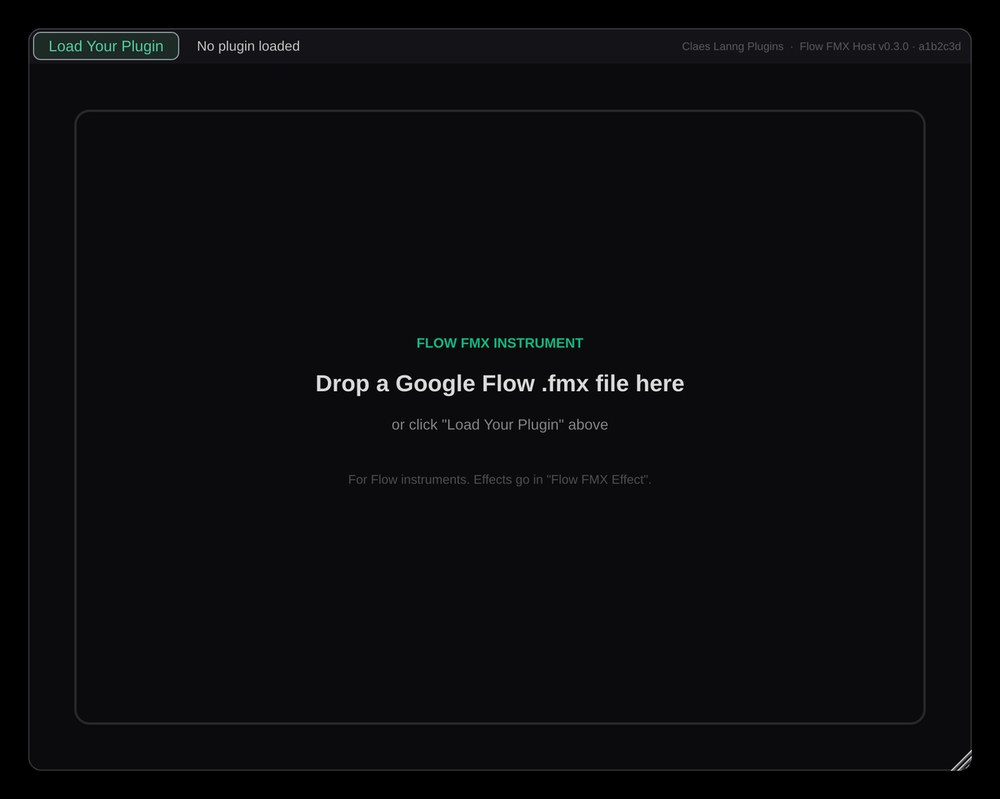 Load Your Plugin
No plugin loaded
Claes Lanng Plugins · Flow FMX Host v0.3.0 · a1b2c3d
FLOW FMX INSTRUMENT
Drop a Google Flow .fmx file here
or click "Load Your Plugin" above
For Flow instruments. Effects go in "Flow FMX Effect".